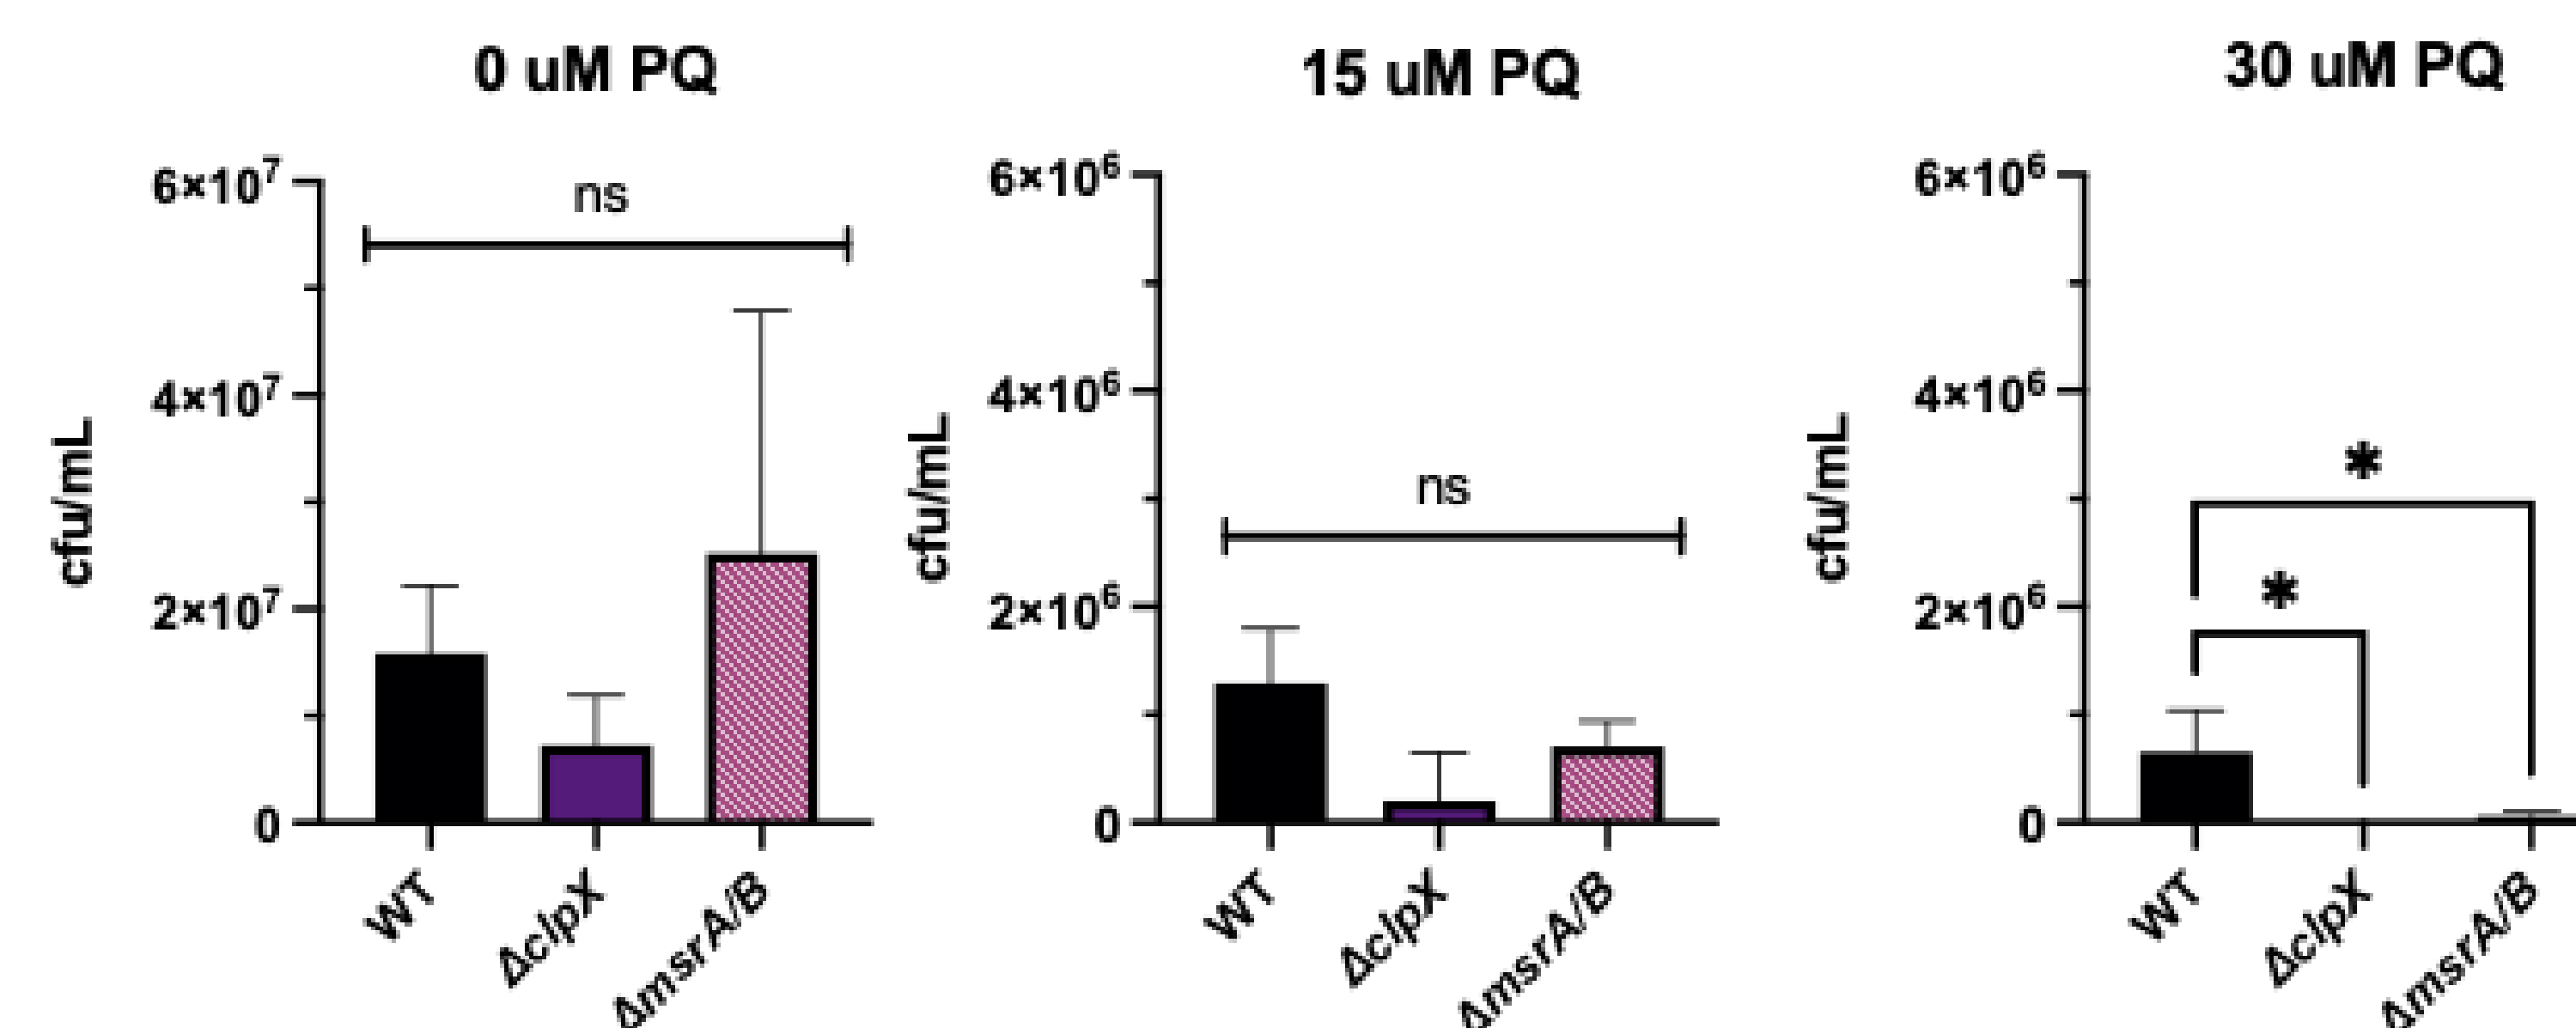 0 uM PQ
6×10⁷
ns
4×10⁷
cfu/mL
2×10⁷
0
WT
ΔclpX
ΔmsrA/B
15 uM PQ
6×10⁶
4×10⁶
ns
cfu/mL
2×10⁶
0
WT
ΔclpX
ΔmsrA/B
30 uM PQ
6×10⁶
4×10⁶
*
cfu/mL
2×10⁶
*
0
WT
ΔclpX
ΔmsrA/B